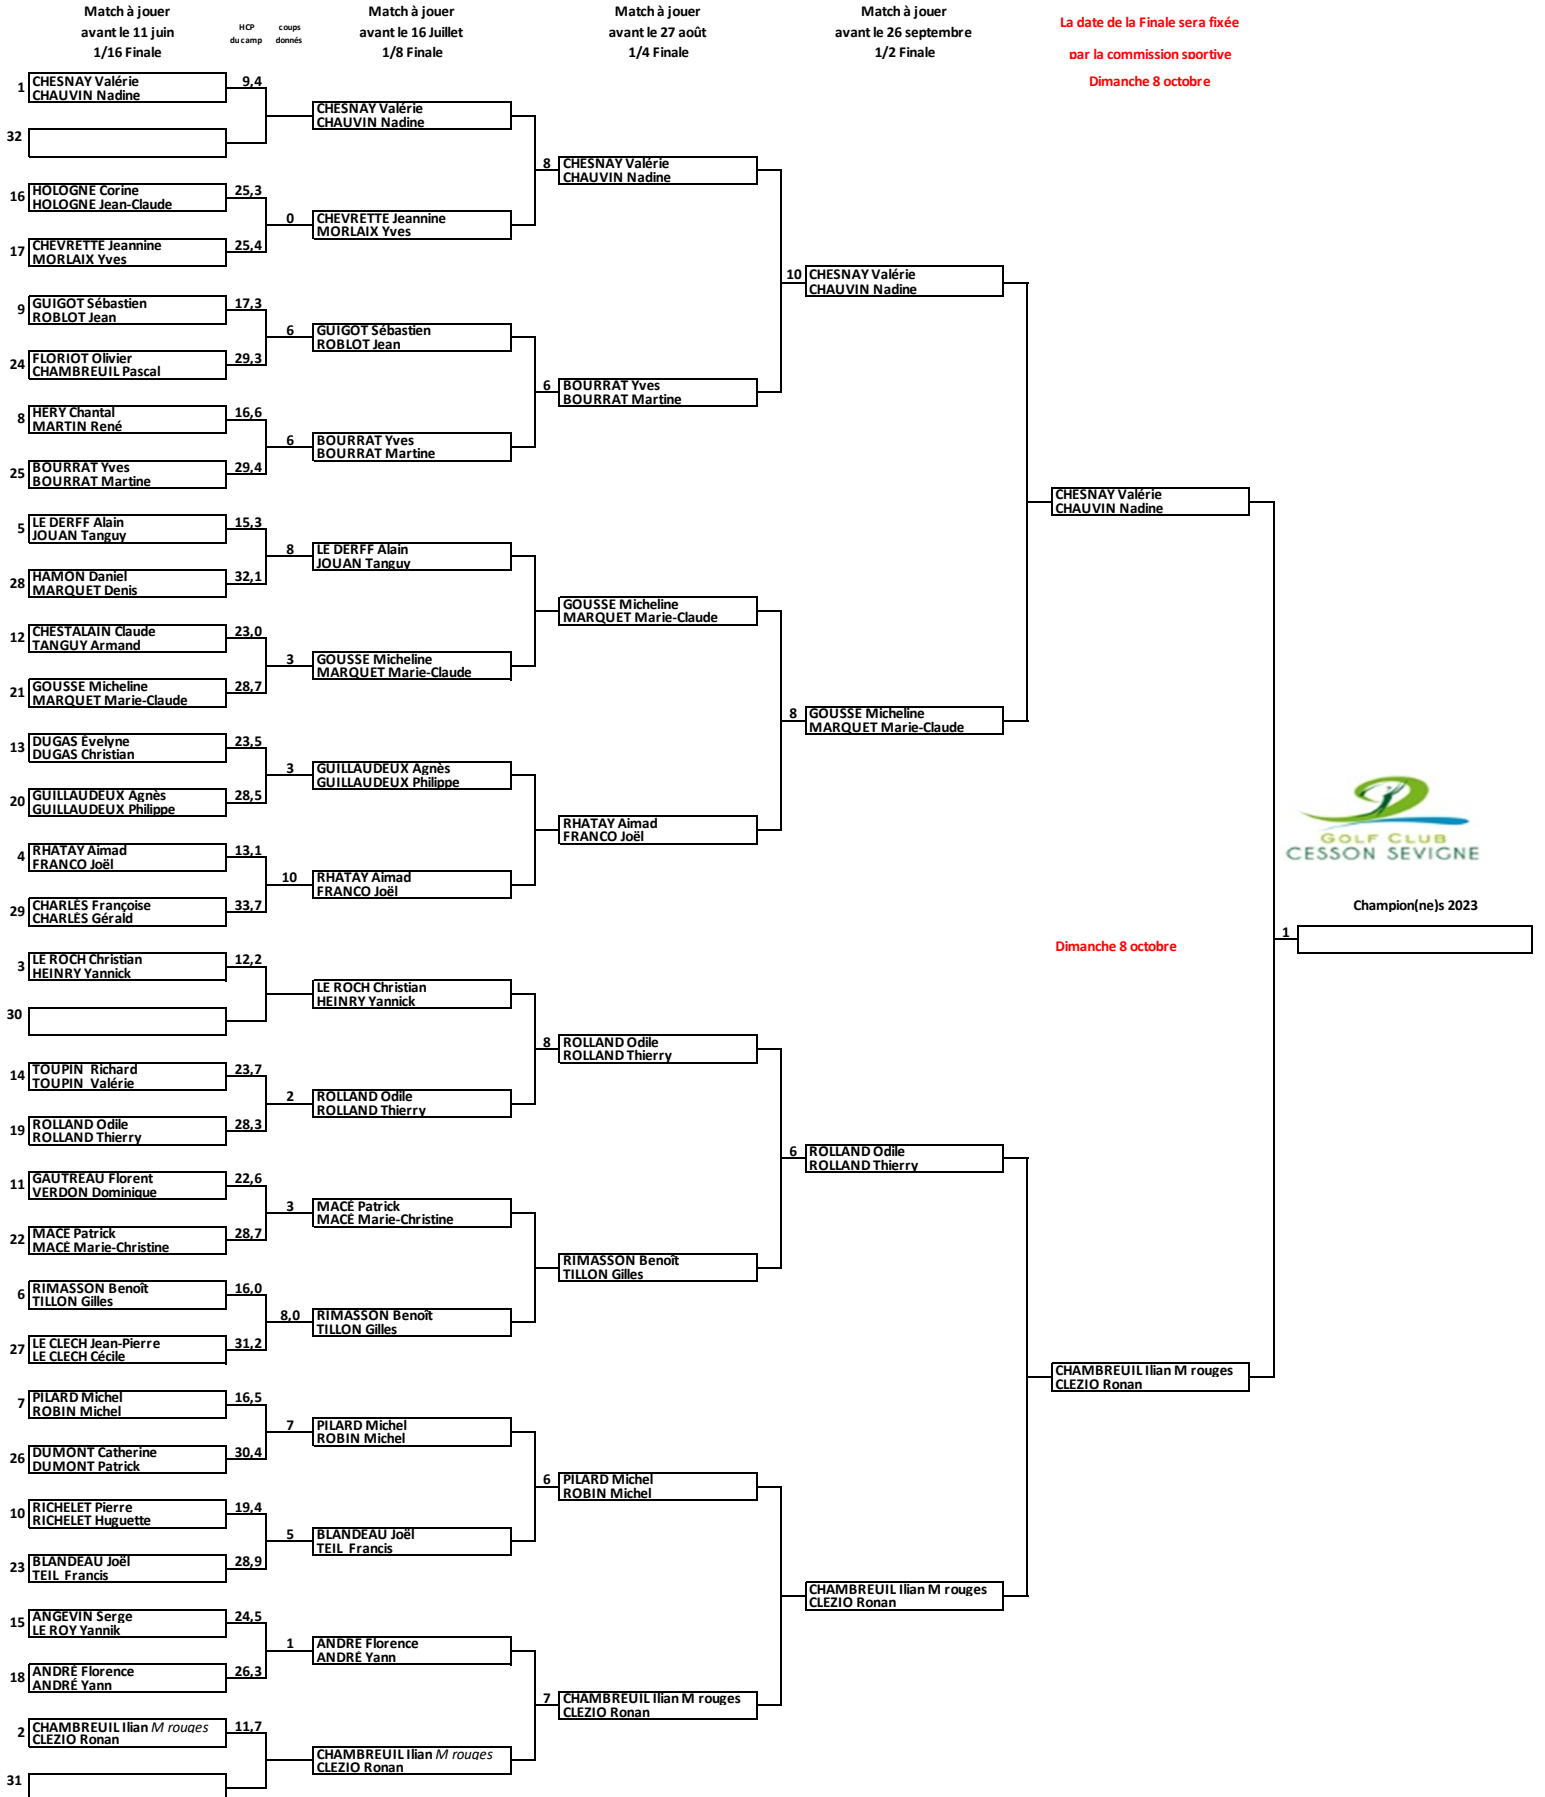 Match à jouer
avant le 11 juin
1/16 Finale
HCP
du camp
coups
donnés
Match à jouer
avant le 16 Juillet
1/8 Finale
Match à jouer
avant le 27 août
1/4 Finale
Match à jouer
avant le 26 septembre
1/2 Finale
La date de la Finale sera fixée
par la commission sportive
Dimanche 8 octobre
1 CHESNAY Valérie 9,4
CHAUVIN Nadine
32
16 HOLOGNE Corine 25,3
HOLOGNE Jean-Claude
17 CHEVRETTE Jeannine 25,4
MORLAIX Yves
9 GUIGOT Sébastien 17,3
ROBLOT Jean
24 FLORIOT Olivier 29,3
CHAMBREUIL Pascal
8 HERY Chantal 16,6
MARTIN René
25 BOURRAT Yves 29,4
BOURRAT Martine
5 LE DERFF Alain 15,3
JOUAN Tanguy
28 HAMON Daniel 32,1
MARQUET Denis
12 CHESTALAIN Claude 23,0
TANGUY Armand
21 GOUSSE Micheline 28,7
MARQUET Marie-Claude
13 DUGAS Évelyne 23,5
DUGAS Christian
20 GUILLAUDEUX Agnès 28,5
GUILLAUDEUX Philippe
4 RHATAY Aimad 13,1
FRANCO Joël
29 CHARLÈS Françoise 33,7
CHARLÈS Gérald
3 LE ROCH Christian 12,2
HEINRY Yannick
30
14 TOUPIN Richard 23,7
TOUPIN Valérie
19 ROLLAND Odile 28,3
ROLLAND Thierry
11 GAUTREAU Florent 22,6
VERDON Dominique
22 MACÉ Patrick 28,7
MACÉ Marie-Christine
6 RIMASSON Benoît 16,0
TILLON Gilles
27 LE CLECH Jean-Pierre 31,2
LE CLECH Cécile
7 PILARD Michel 16,5
ROBIN Michel
26 DUMONT Catherine 30,4
DUMONT Patrick
10 RICHELET Pierre 19,4
RICHELET Huguette
23 BLANDEAU Joël 28,9
TEIL Francis
15 ANGEVIN Serge 24,5
LE ROY Yannik
18 ANDRÉ Florence 26,3
ANDRÉ Yann
2 CHAMBREUIL Ilian M rouges 11,7
CLEZIO Ronan
31
CHESNAY Valérie
CHAUVIN Nadine
0 CHEVRETTE Jeannine
MORLAIX Yves
6 GUIGOT Sébastien
ROBLOT Jean
6 BOURRAT Yves
BOURRAT Martine
8 LE DERFF Alain
JOUAN Tanguy
3 GOUSSE Micheline
MARQUET Marie-Claude
3 GUILLAUDEUX Agnès
GUILLAUDEUX Philippe
10 RHATAY Aimad
FRANCO Joël
LE ROCH Christian
HEINRY Yannick
2 ROLLAND Odile
ROLLAND Thierry
3 MACÉ Patrick
MACÉ Marie-Christine
8,0 RIMASSON Benoît
TILLON Gilles
7 PILARD Michel
ROBIN Michel
5 BLANDEAU Joël
TEIL Francis
1 ANDRÉ Florence
ANDRÉ Yann
CHAMBREUIL Ilian M rouges
CLEZIO Ronan
8 CHESNAY Valérie
CHAUVIN Nadine
6 BOURRAT Yves
BOURRAT Martine
GOUSSE Micheline
MARQUET Marie-Claude
RHATAY Aimad
FRANCO Joël
8 ROLLAND Odile
ROLLAND Thierry
RIMASSON Benoît
TILLON Gilles
6 PILARD Michel
ROBIN Michel
7 CHAMBREUIL Ilian M rouges
CLEZIO Ronan
10 CHESNAY Valérie
CHAUVIN Nadine
8 GOUSSE Micheline
MARQUET Marie-Claude
6 ROLLAND Odile
ROLLAND Thierry
CHAMBREUIL Ilian M rouges
CLEZIO Ronan
CHESNAY Valérie
CHAUVIN Nadine
Dimanche 8 octobre
CHAMBREUIL Ilian M rouges
CLEZIO Ronan
GOLF CLUB
CESSON SEVIGNE
Champion(ne)s 2023
1